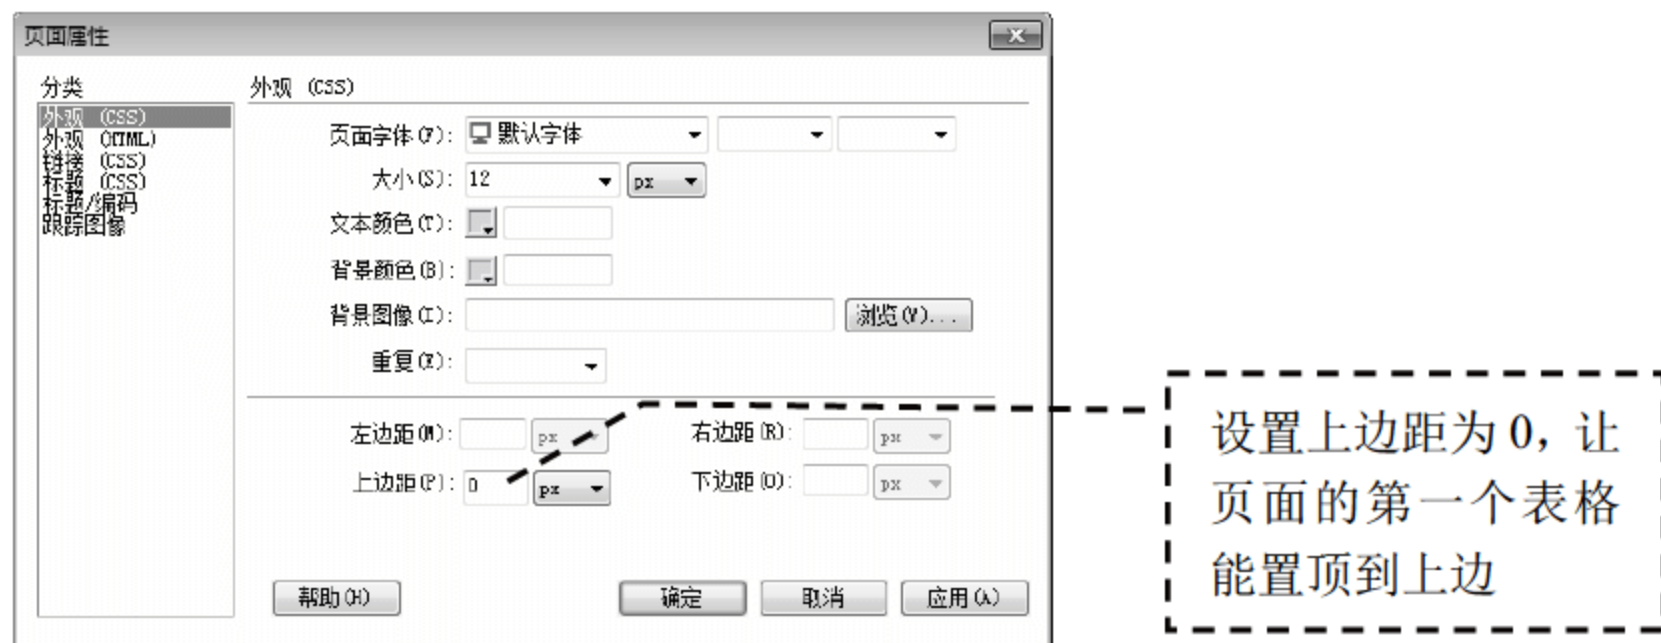 页面属性
分类
外观 (CSS)
外观 (HTML)
链接 (CSS)
标题 (CSS)
标题/编码
跟踪图像
外观 (CSS)
页面字体(F): 默认字体
大小(S): 12 px
文本颜色(T):
背景颜色(B):
背景图像(I): 浏览(W)...
重复(E):
左边距(M): px 右边距(R): px
上边距(P): 0 px 下边距(O): px
帮助(H) 确定 取消 应用(A)
设置上边距为 0，让
页面的第一个表格
能置顶到上边